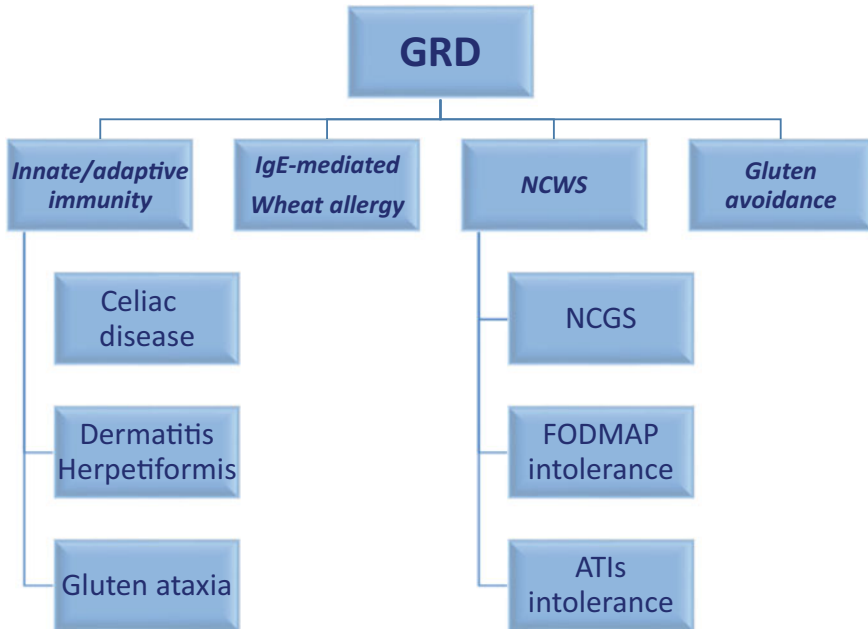 GRD
Innate/adaptive
immunity
IgE-mediated
Wheat allergy
NCWS
Gluten
avoidance
Celiac
disease
Dermatitis
Herpetiformis
Gluten ataxia
NCGS
FODMAP
intolerance
ATIs
intolerance